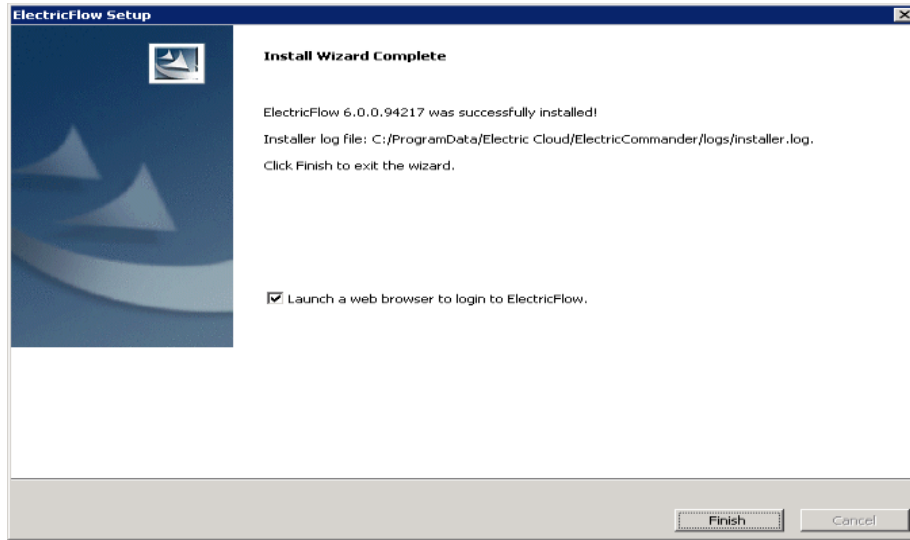 ElectricFlow Setup
Install Wizard Complete
ElectricFlow 6.0.0.94217 was successfully installed!
Installer log file: C:/ProgramData/Electric Cloud/ElectricCommander/logs/installer.log.
Click Finish to exit the wizard.
Launch a web browser to login to ElectricFlow.
Finish
Cancel